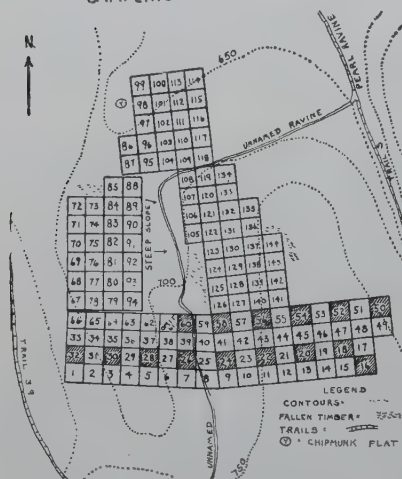 N.
650
PEARL RAVINE
UNNAMED RAVINE
TRAIL 5
99 100 113 114
98 101 112 115
97 102 111 116
86 96 103 110 117
87 95 104 109 118
108 119 134
107 120 133
85 88
72 73 84 89
106 121 132 135
71 74 83 90
105 122 131 136
70 75 82 91
STEEP SLOPE
123 130 137 144
69 76 81 92
124 129 138 143
68 77 80 93
700
125 128 139 142
67 78 79 94
126 127 140 141
66 65 64 63 62 60 59 58 57 55 54 53 52 51
33 34 35 36 37 38 39 40 41 42 43 44 45 46 47 48 49
32 31 30 29 28 27 26 25 24 23 22 21 20 19 18 17
1 2 3 4 5 6 7 8 9 10 11 12 13 14 15
TRAIL 39
UNNAMED
750
LEGEND
CONTOURS-
FALLEN TIMBER-
TRAILS =
Y - CHIPMUNK FLAT